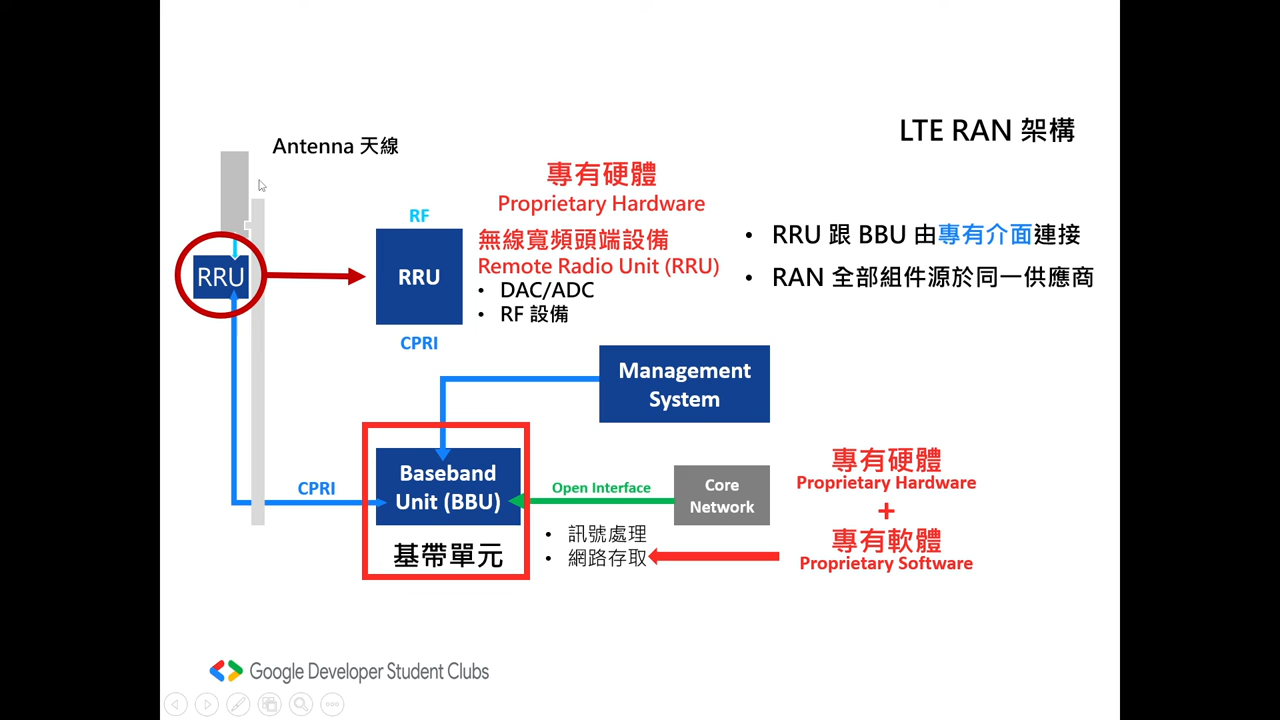 LTE RAN 架構
Antenna 天線
專有硬體
Proprietary Hardware
RF
無線寬頻頭端設備
Remote Radio Unit (RRU)
• DAC/ADC
• RF 設備
RRU
RRU
CPRI
• RRU 跟 BBU 由專有介面連接
• RAN 全部組件源於同一供應商
Management
System
Baseband
Unit (BBU)
基帶單元
CPRI
Open Interface
Core
Network
• 訊號處理
• 網路存取
專有硬體
Proprietary Hardware
+
專有軟體
Proprietary Software
Google Developer Student Clubs